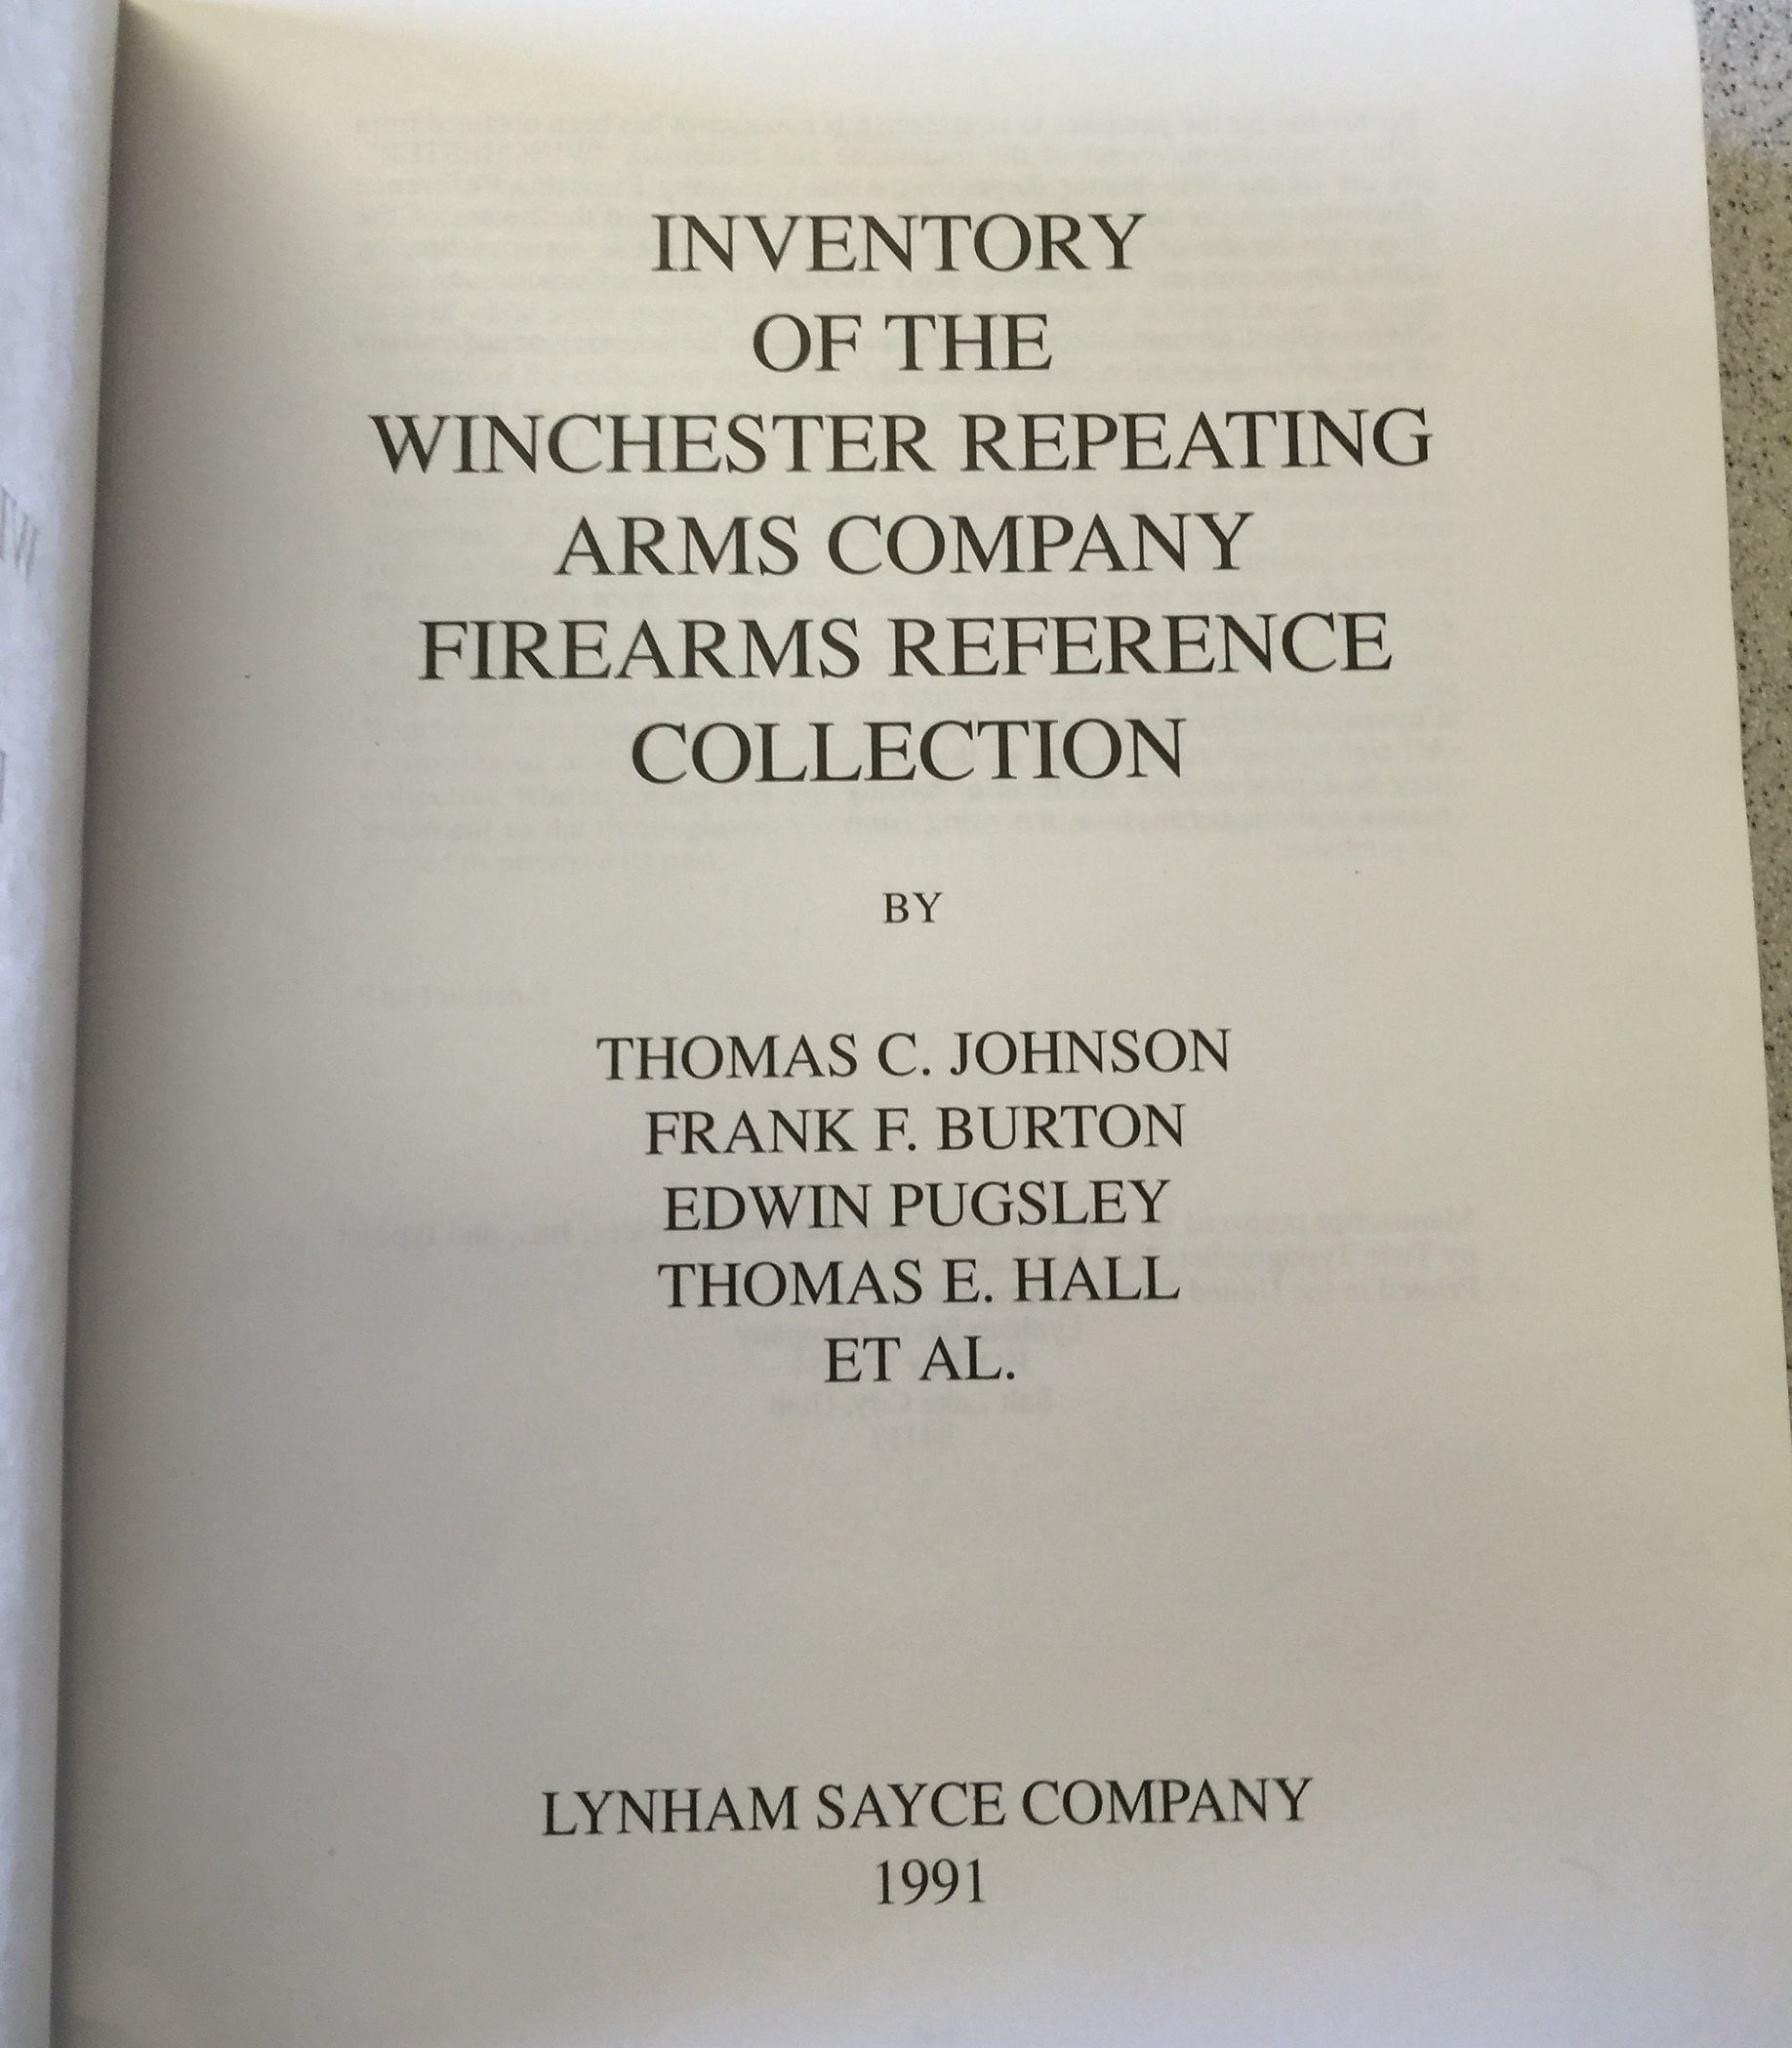 INVENTORY
OF THE
WINCHESTER REPEATING
ARMS COMPANY
FIREARMS REFERENCE
COLLECTION
BY
THOMAS C. JOHNSON
FRANK F. BURTON
EDWIN PUGSLEY
THOMAS E. HALL
ET AL.
LYNHAM SAYCE COMPANY
1991